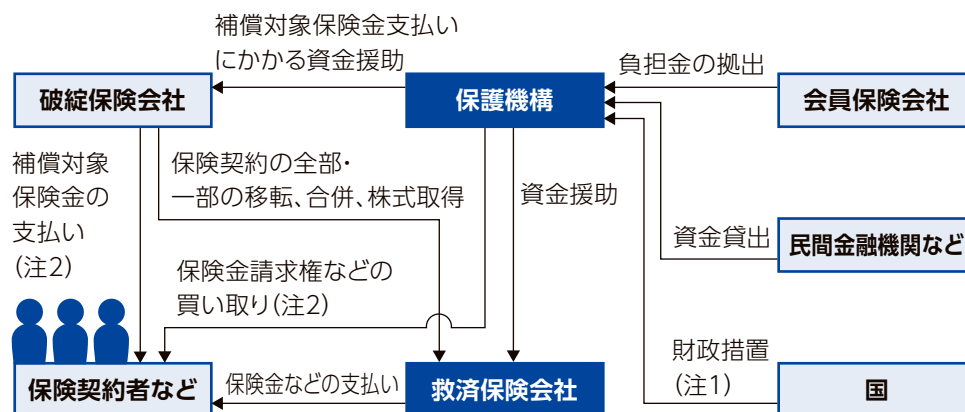 補償対象保険金支払い
にかかる資金援助
負担金の拠出
破綻保険会社
保護機構
会員保険会社
補償対象
保険金の
支払い
(注2)
保険契約の全部・
一部の移転、合併、株式取得
資金援助
資金貸出
民間金融機関など
保険金請求権などの
買い取り(注2)
財政措置
(注1)
保険契約者など
保険金などの支払い
救済保険会社
国